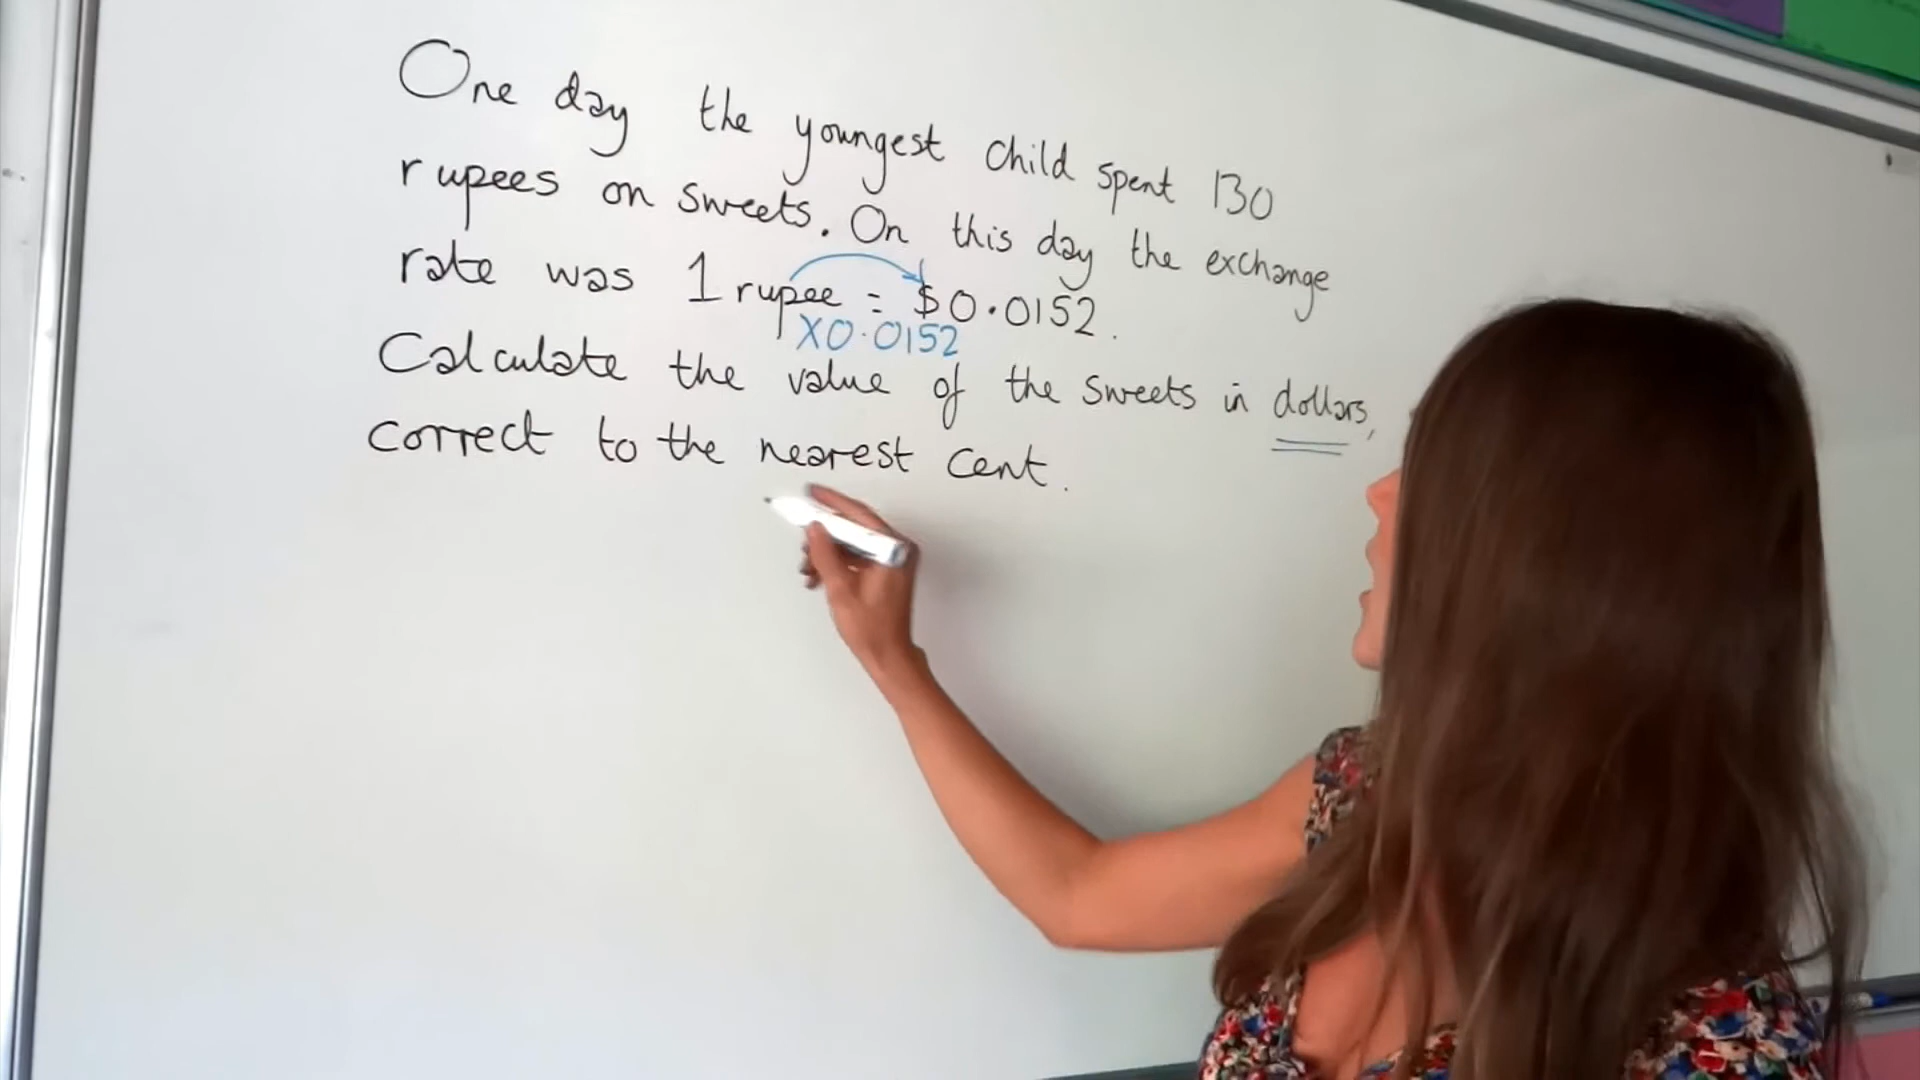 One day the youngest child spent 130
rupees on sweets. On this day the exchange
rate was 1 rupee = $0.0152.
×0.0152
Calculate the value of the sweets in dollars,
correct to the nearest cent.